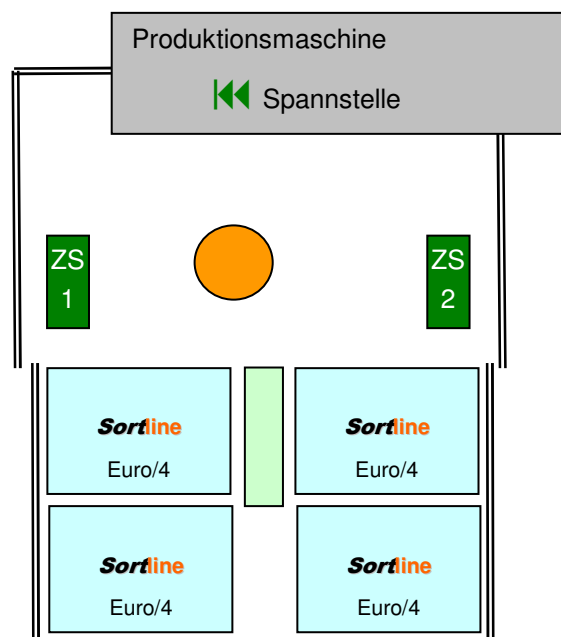 Produktionsmaschine
Spannstelle
ZS
1
ZS
2
Sortline
Euro/4
Sortline
Euro/4
Sortline
Euro/4
Sortline
Euro/4